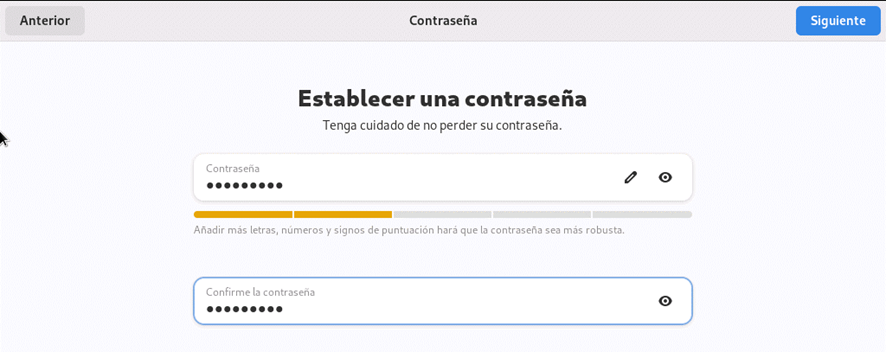 Anterior
Contraseña
Siguiente
Establecer una contraseña
Tenga cuidado de no perder su contraseña.
Contraseña
●●●●●●●●●
Añadir más letras, números y signos de puntuación hará que la contraseña sea más robusta.
Confirme la contraseña
●●●●●●●●●